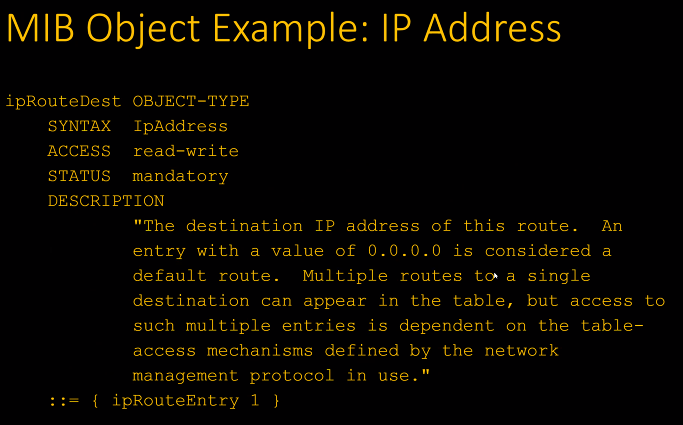 MIB Object Example: IP Address
ipRouteDest OBJECT-TYPE
SYNTAX IpAddress
ACCESS read-write
STATUS mandatory
DESCRIPTION
"The destination IP address of this route. An
entry with a value of 0.0.0.0 is considered a
default route. Multiple routes to a single
destination can appear in the table, but access to
such multiple entries is dependent on the table-
access mechanisms defined by the network
management protocol in use."
::= { ipRouteEntry 1 }